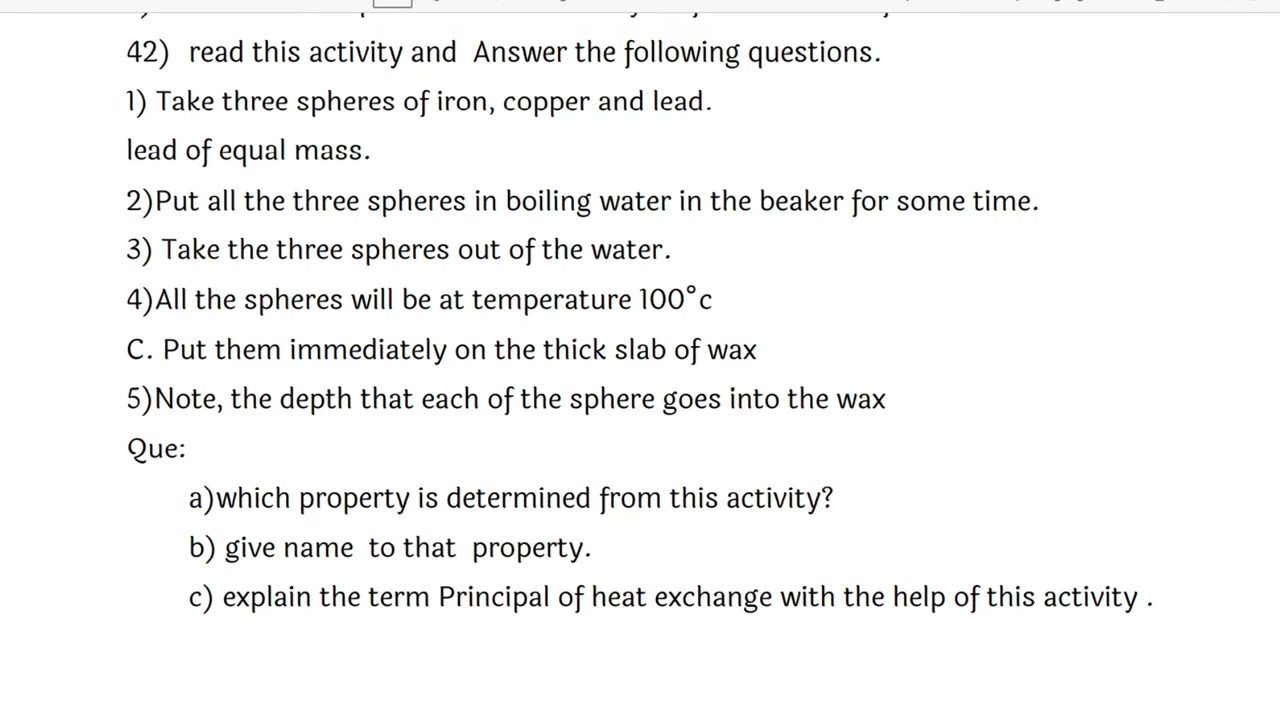 42) read this activity and Answer the following questions.
1) Take three spheres of iron, copper and lead.
lead of equal mass.
2)Put all the three spheres in boiling water in the beaker for some time.
3) Take the three spheres out of the water.
4)All the spheres will be at temperature 100°c
C. Put them immediately on the thick slab of wax
5)Note, the depth that each of the sphere goes into the wax
Que:
a)which property is determined from this activity?
b) give name to that property.
c) explain the term Principal of heat exchange with the help of this activity .